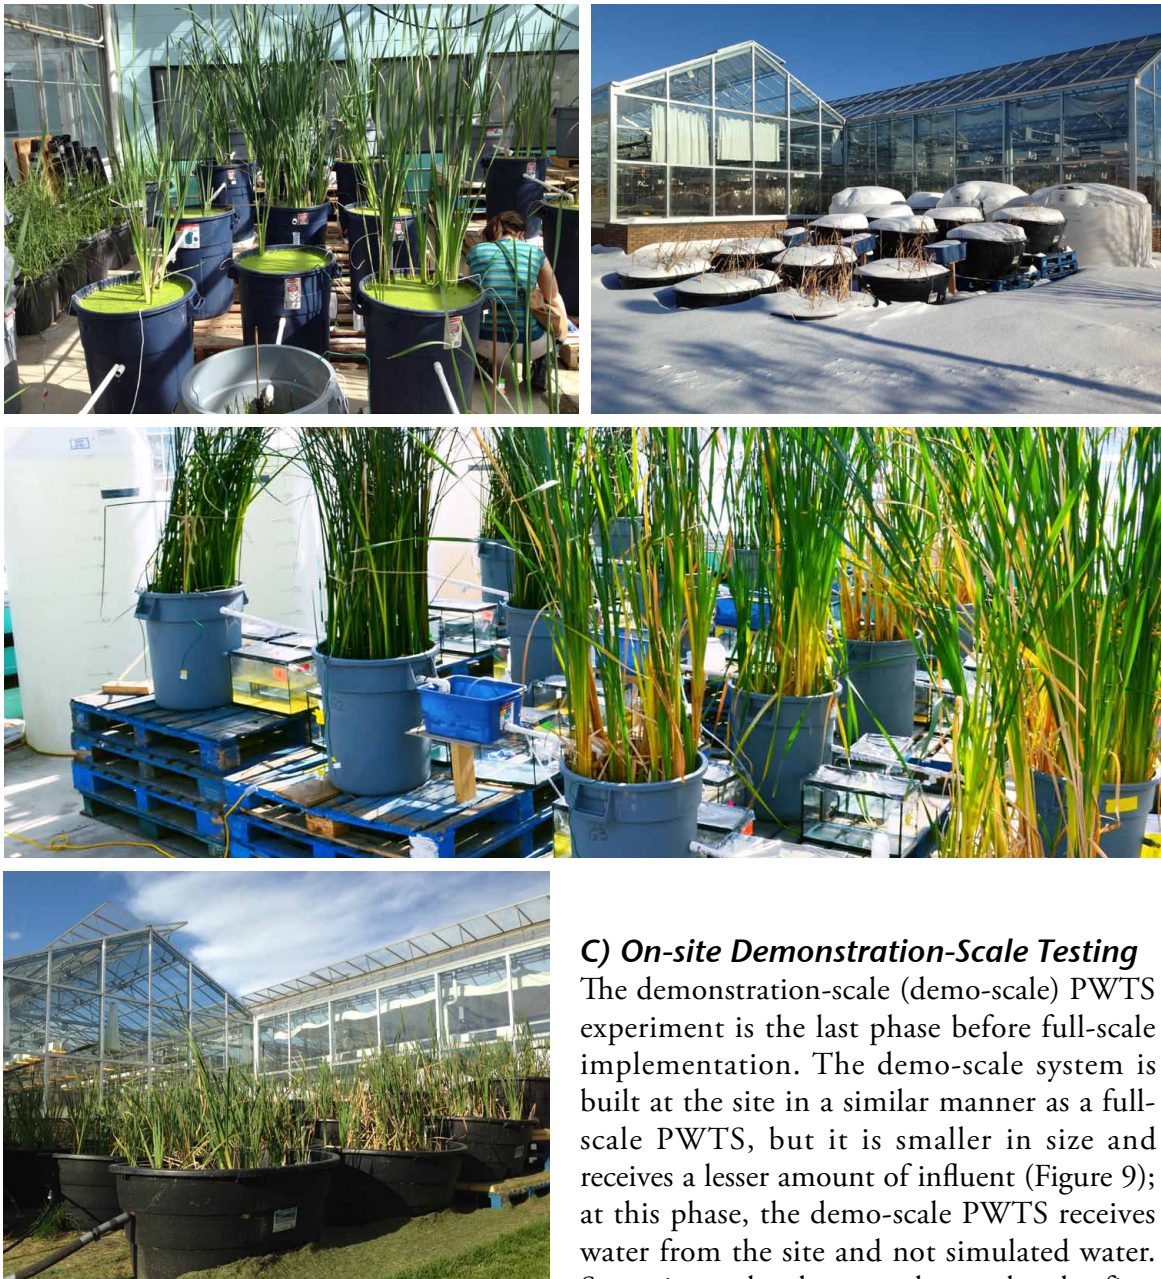 C) On-site Demonstration-Scale Testing
The demonstration-scale (demo-scale) PWTS
experiment is the last phase before full-scale
implementation. The demo-scale system is
built at the site in a similar manner as a full-
scale PWTS, but it is smaller in size and
receives a lesser amount of influent (Figure 9);
at this phase, the demo-scale PWTS receives
water from the site and not simulated water.